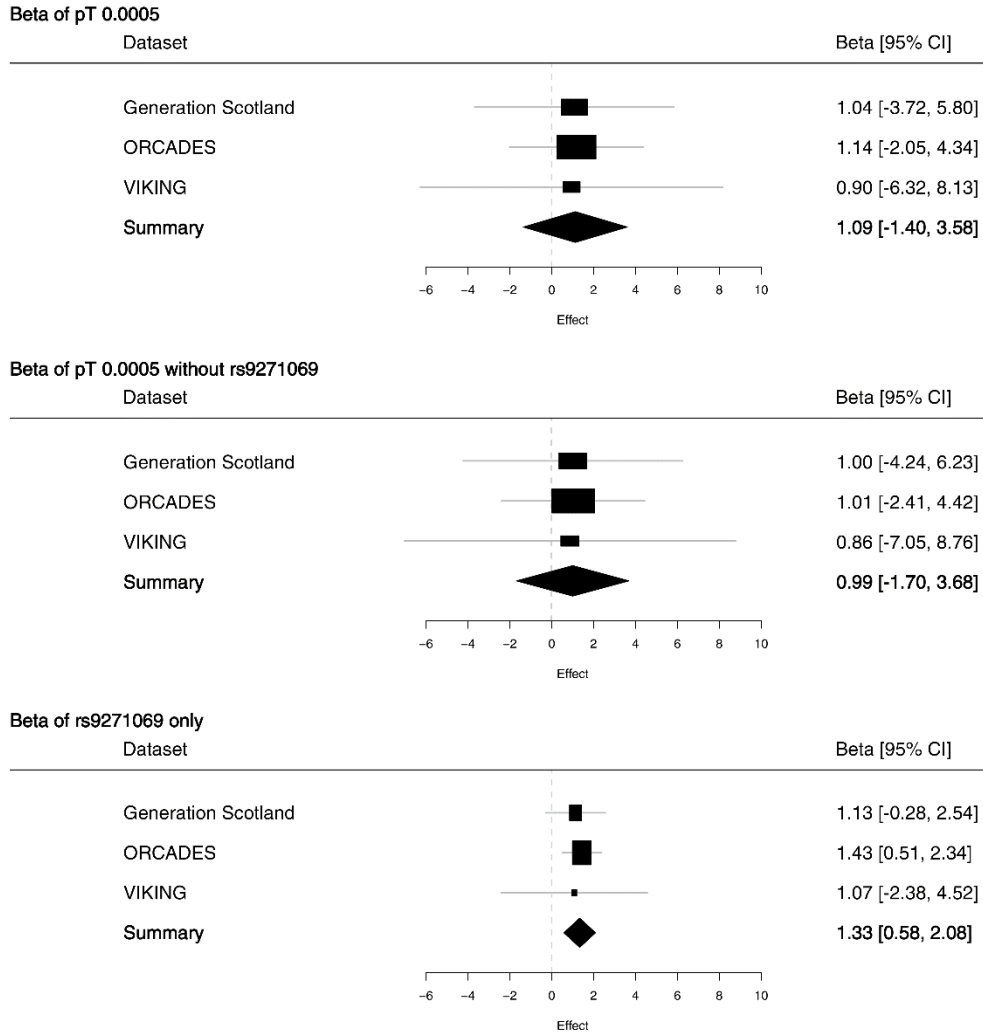 Beta of pT 0.0005
Dataset Beta [95% CI]
Generation Scotland 1.04 [-3.72, 5.80]
ORCADES 1.14 [-2.05, 4.34]
VIKING 0.90 [-6.32, 8.13]
Summary 1.09 [-1.40, 3.58]
−6 −4 −2 0 2 4 6 8 10
Effect
Beta of pT 0.0005 without rs9271069
Dataset Beta [95% CI]
Generation Scotland 1.00 [-4.24, 6.23]
ORCADES 1.01 [-2.41, 4.42]
VIKING 0.86 [-7.05, 8.76]
Summary 0.99 [-1.70, 3.68]
−6 −4 −2 0 2 4 6 8 10
Effect
Beta of rs9271069 only
Dataset Beta [95% CI]
Generation Scotland 1.13 [-0.28, 2.54]
ORCADES 1.43 [0.51, 2.34]
VIKING 1.07 [-2.38, 4.52]
Summary 1.33 [0.58, 2.08]
−6 −4 −2 0 2 4 6 8 10
Effect